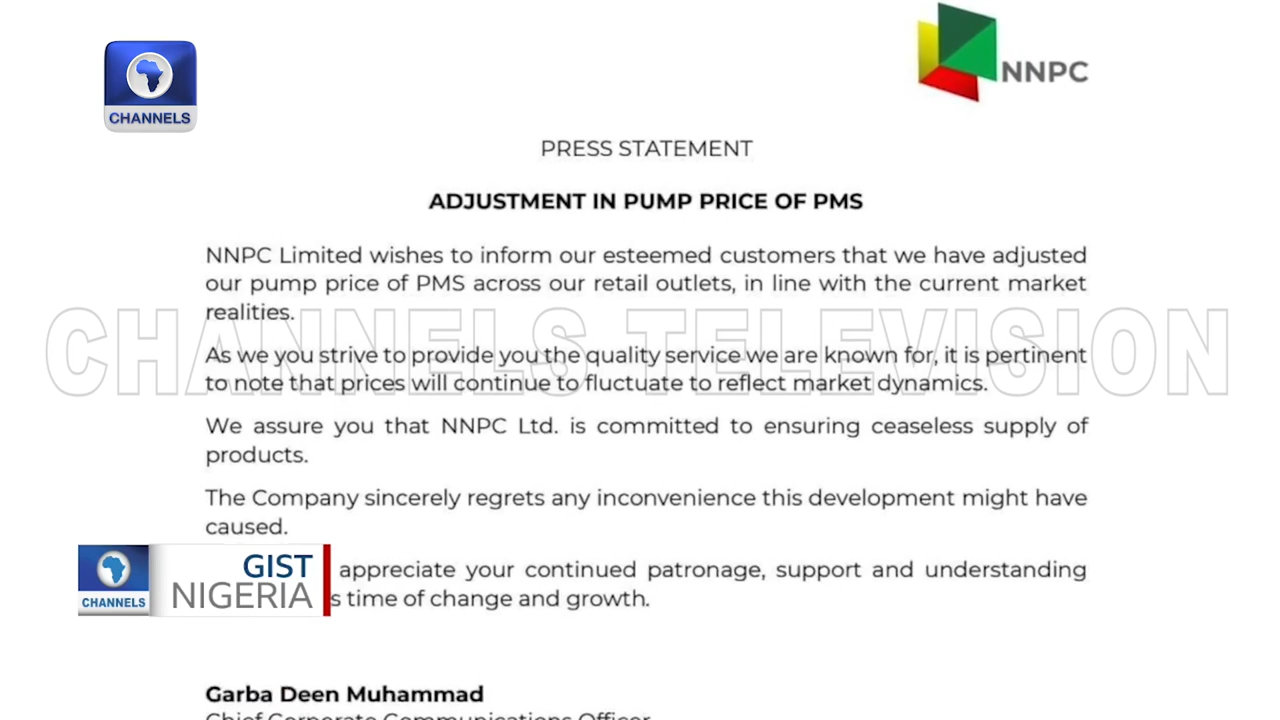 CHANNELS
NNPC
PRESS STATEMENT
ADJUSTMENT IN PUMP PRICE OF PMS
NNPC Limited wishes to inform our esteemed customers that we have adjusted
our pump price of PMS across our retail outlets, in line with the current market
realities.
CHANNELS TELEVISION
As we you strive to provide you the quality service we are known for, it is pertinent
to note that prices will continue to fluctuate to reflect market dynamics.
We assure you that NNPC Ltd. is committed to ensuring ceaseless supply of
products.
The Company sincerely regrets any inconvenience this development might have
caused.
appreciate your continued patronage, support and understanding
s time of change and growth.
GIST
NIGERIA
CHANNELS
Garba Deen Muhammad
Chief Corporate Communications Officer